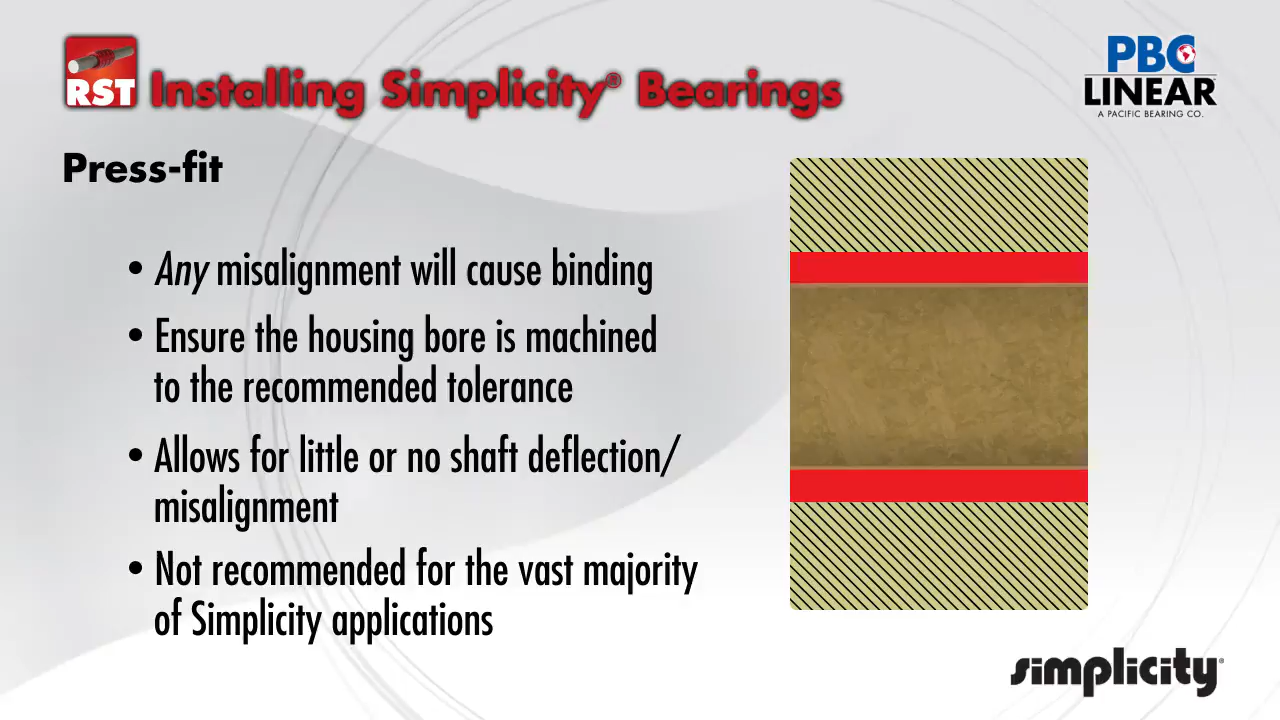 RST
Installing Simplicity® Bearings
PBC
LINEAR
A PACIFIC BEARING CO.
Press-fit
• Any misalignment will cause binding
• Ensure the housing bore is machined
to the recommended tolerance
• Allows for little or no shaft deflection/
misalignment
• Not recommended for the vast majority
of Simplicity applications
simplicity®